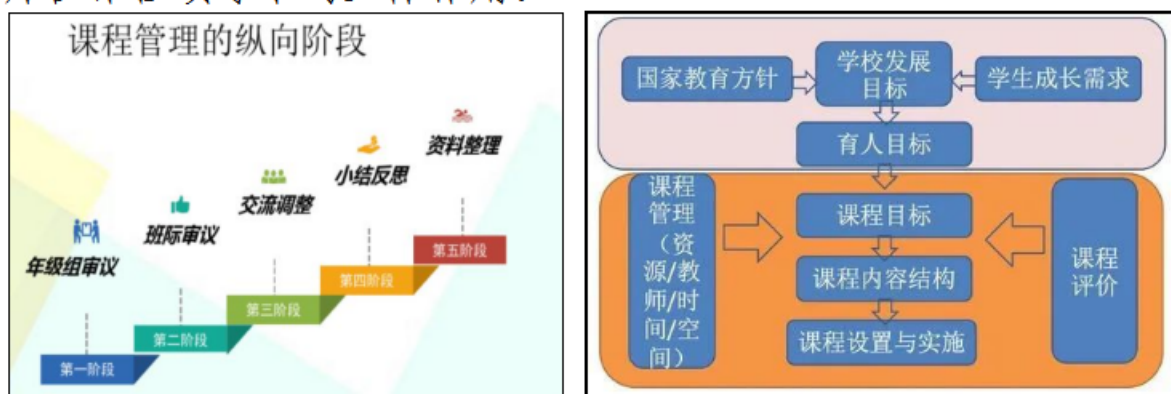 课程管理的纵向阶段
资料整理
小结反思
交流调整
班际审议
年级组审议
第五阶段
第四阶段
第三阶段
第二阶段
第一阶段
国家教育方针
学校发展
目标
学生成长需求
育人目标
课程
管理
（资
源/教
师/时
间/空
间）
课程目标
课程内容结构
课程设置与实施
课程
评价